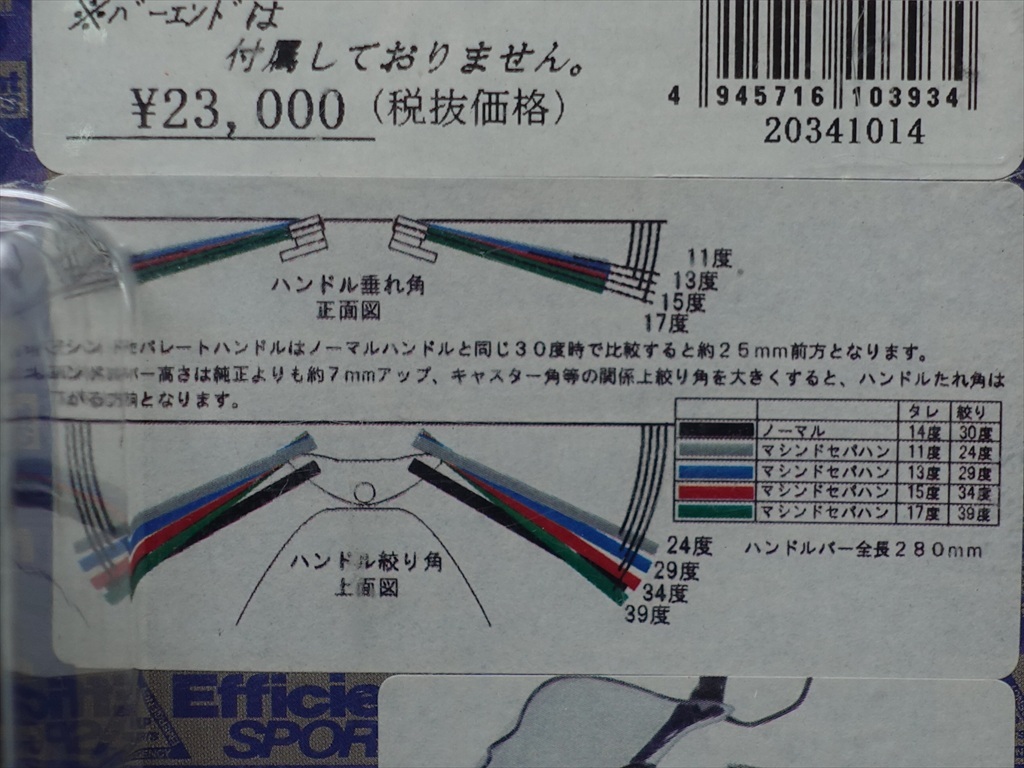 ※バーエンドは
付属しておりません。
¥23,000(税抜価格)
4 945716 103934
20341014
11度
13度
15度
17度
ハンドル垂れ角
正面図
セパレートハンドルはノーマルハンドルと同じ30度時で比較すると約25mm前方となります。
高さは純正よりも約7mmアップ、キャスター角等の関係上絞り角を大きくすると、ハンドルたれ角は
となります。
タレ 絞り
ノーマル 14度 30度
マシンドセパハン 11度 24度
マシンドセパハン 13度 29度
マシンドセパハン 15度 34度
マシンドセパハン 17度 39度
ハンドルバー全長280mm
24度
29度
34度
39度
ハンドル絞り角
上面図
Efficie
SPOR